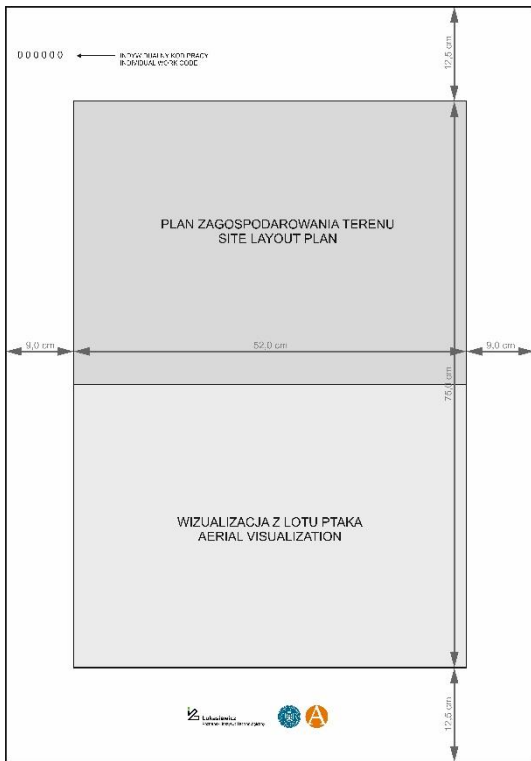 000000
INDYWIDUALNY KOD PRACY
INDIVIDUAL WORK CODE
12,5 cm
PLAN ZAGOSPODAROWANIA TERENU
SITE LAYOUT PLAN
9,0 cm
52,0 cm
9,0 cm
75,0 cm
WIZUALIZACJA Z LOTU PTAKA
AERIAL VISUALIZATION
Łukasiewicz
12,5 cm